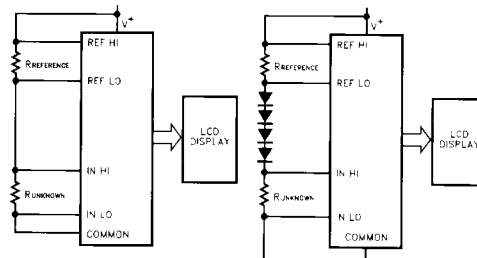 V+
REF HI
RREFERENCE
REF LO
LCD
DISPLAY
IN HI
RUNKNOWN
IN LO
COMMON
V+
REF HI
RREFERENCE
REF LO
LCD
DISPLAY
IN HI
RUNKNOWN
N LO
COMMON